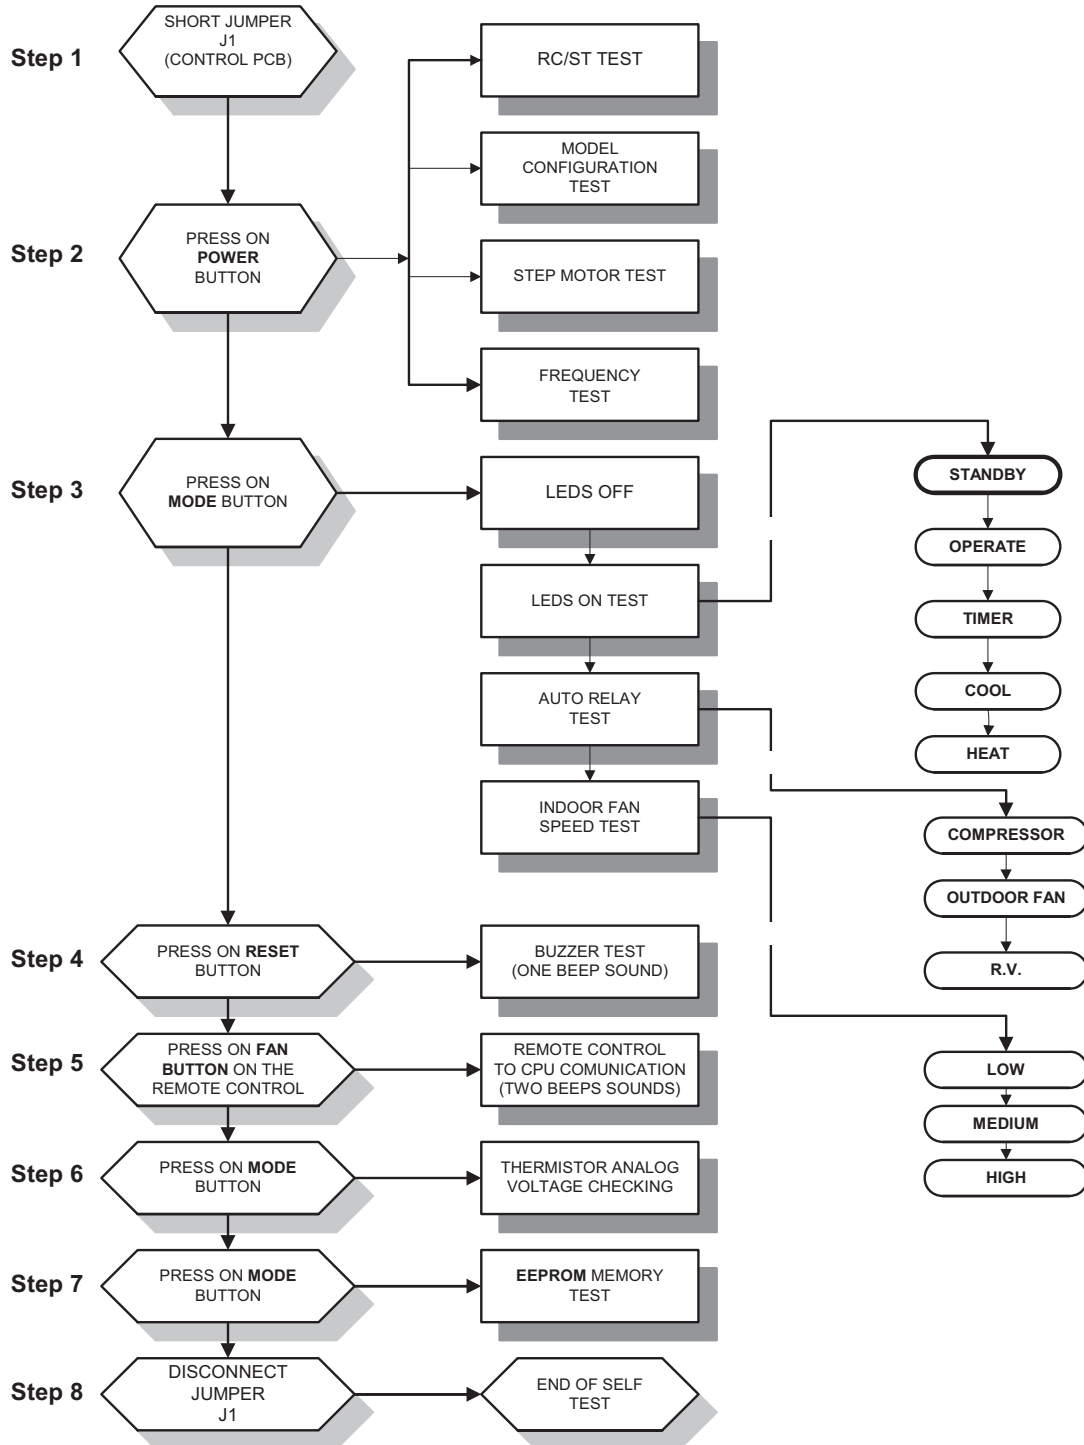 Step 1
SHORT JUMPER
J1
(CONTROL PCB)
RC/ST TEST
MODEL
CONFIGURATION
TEST
Step 2
PRESS ON
POWER
BUTTON
STEP MOTOR TEST
FREQUENCY
TEST
Step 3
PRESS ON
MODE BUTTON
LEDS OFF
LEDS ON TEST
AUTO RELAY
TEST
INDOOR FAN
SPEED TEST
STANDBY
OPERATE
TIMER
COOL
HEAT
COMPRESSOR
OUTDOOR FAN
R.V.
LOW
MEDIUM
HIGH
Step 4
PRESS ON RESET
BUTTON
BUZZER TEST
(ONE BEEP SOUND)
Step 5
PRESS ON FAN
BUTTON ON THE
REMOTE CONTROL
REMOTE CONTROL
TO CPU COMUNICATION
(TWO BEEPS SOUNDS)
Step 6
PRESS ON MODE
BUTTON
THERMISTOR ANALOG
VOLTAGE CHECKING
Step 7
PRESS ON MODE
BUTTON
EEPROM MEMORY
TEST
Step 8
DISCONNECT
JUMPER
J1
END OF SELF
TEST